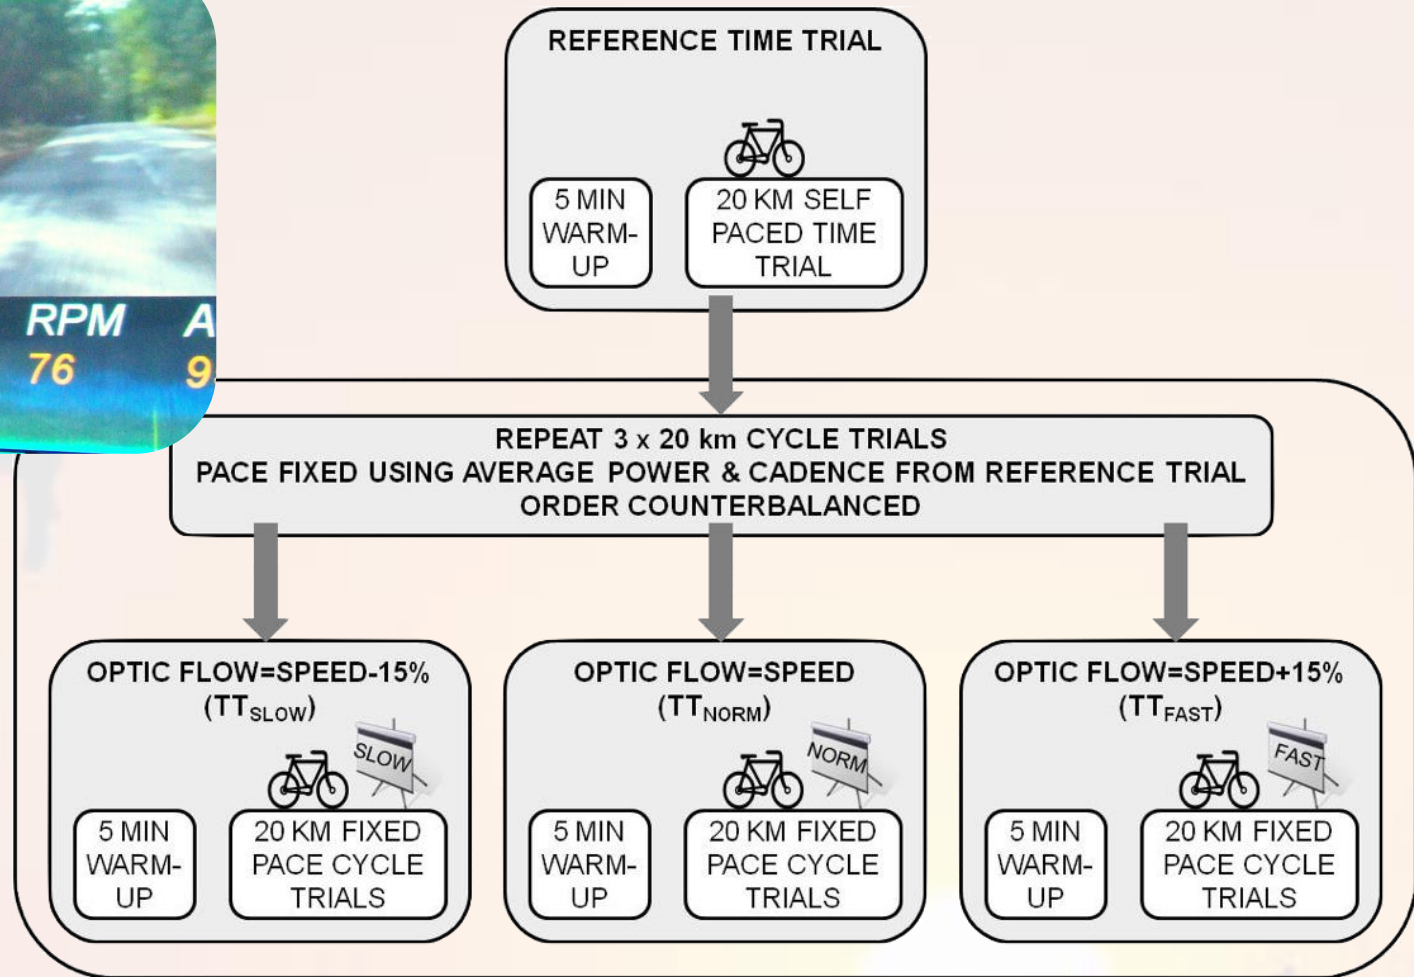 REFERENCE TIME TRIAL
5 MIN
WARM-
UP
20 KM SELF
PACED TIME
TRIAL
RPM
76
REPEAT 3 x 20 km CYCLE TRIALS
PACE FIXED USING AVERAGE POWER & CADENCE FROM REFERENCE TRIAL
ORDER COUNTERBALANCED
OPTIC FLOW=SPEED-15%
(TTSLOW)
SLOW
5 MIN
WARM-
UP
20 KM FIXED
PACE CYCLE
TRIALS
OPTIC FLOW=SPEED
(TTNORM)
NORM
5 MIN
WARM-
UP
20 KM FIXED
PACE CYCLE
TRIALS
OPTIC FLOW=SPEED+15%
(TTFAST)
FAST
5 MIN
WARM-
UP
20 KM FIXED
PACE CYCLE
TRIALS